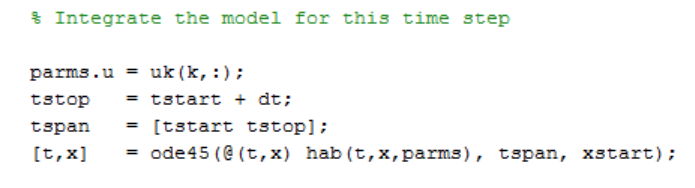 % Integrate the model for this time step
parms.u = uk(k,:);
tstop = tstart + dt;
tspan = [tstart tstop];
[t,x] = ode45(@(t,x) hab(t,x,parms), tspan, xstart);